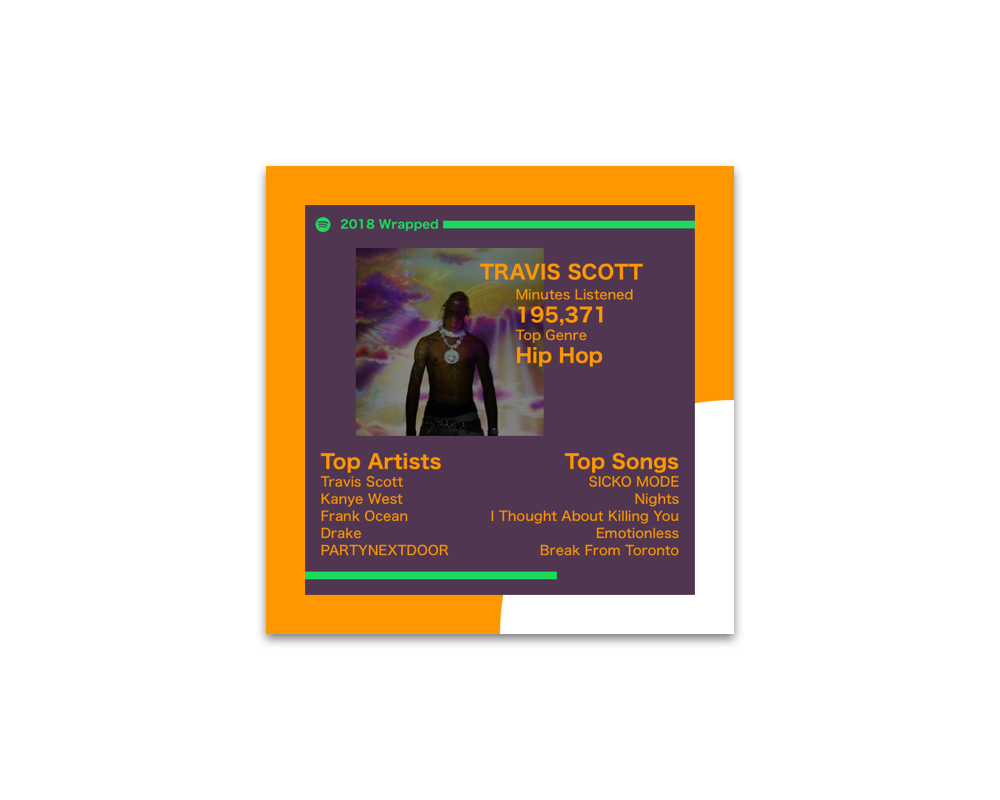 2018 Wrapped
TRAVIS SCOTT
Minutes Listened
195,371
Top Genre
Hip Hop
Top Artists
Travis Scott
Kanye West
Frank Ocean
Drake
PARTYNEXTDOOR
Top Songs
SICKO MODE
Nights
I Thought About Killing You
Emotionless
Break From Toronto